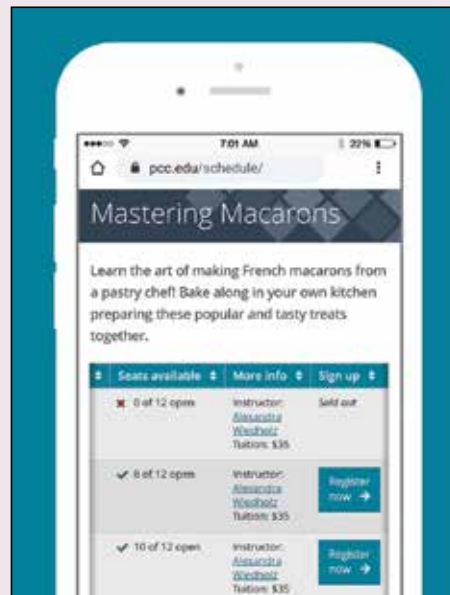 7:01 AM
22%
pcc.edu/schedule/
Mastering Macarons
Learn the art of making French macarons from
a pastry chef! Bake along in your own kitchen
preparing these popular and tasty treats
together.
Seats available More info Sign up
0 of 12 open Instructor: Sold out
Alexandra
Wiedholz
Tuition: $35
6 of 12 open Instructor: Register
Alexandra now →
Wiedholz
Tuition: $35
10 of 12 open Instructor: Register
Alexandra now →
Wiedholz
Tuition: $35